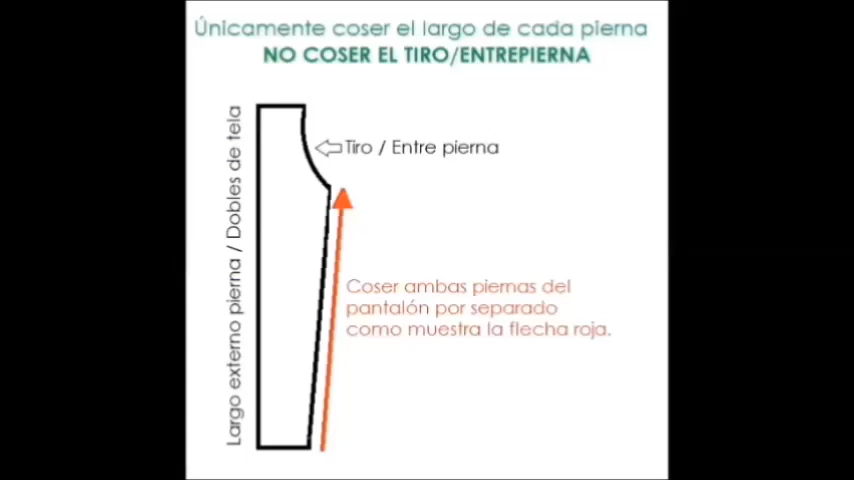 Únicamente coser el largo de cada pierna
NO COSER EL TIRO/ENTREPIERNA
Largo externo pierna / Dobles de tela
Tiro / Entre pierna
Coser ambas piernas del
pantalón por separado
como muestra la flecha roja.